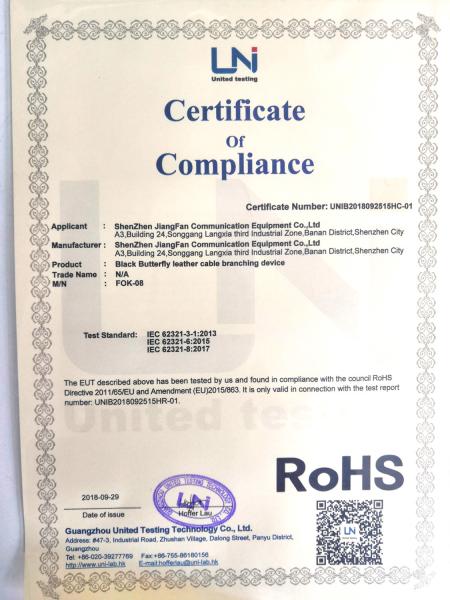 UNi
United testing
Certificate
Of
Compliance
Certificate Number: UNIB2018092515HC-01
Applicant : ShenZhen JiangFan Communication Equipment Co.,Ltd
A3,Building 24,Songgang Langxia third Industrial Zone,Banan District,Shenzhen City
Manufacturer : ShenZhen JiangFan Communication Equipment Co.,Ltd
A3,Building 24,Songgang Langxia third Industrial Zone,Banan District,Shenzhen City
Product : Black Butterfly leather cable branching device
Trade Name : N/A
M/N : FOK-08
Test Standard: IEC 62321-3-1:2013
IEC 62321-6:2015
IEC 62321-8:2017
The EUT described above has been tested by us and found in compliance with the council RoHS
Directive 2011/65/EU and Amendment (EU)2015/863. It is only valid in connection with the test report
number: UNIB2018092515HR-01.
United testing
RoHS
2018-09-29
Date of issue
UNi
Hoffer Lau
UNi
Guangzhou United Testing Technology Co., Ltd.
Address: #47-3, Industrial Road, Zhushan Village, Dalong Street, Panyu District,
Guangzhou
Tel: +86-020-39277769 Fax:+86-755-86180156
http://www.uni-lab.hk E-mail:hofferlau@uni-lab.hk